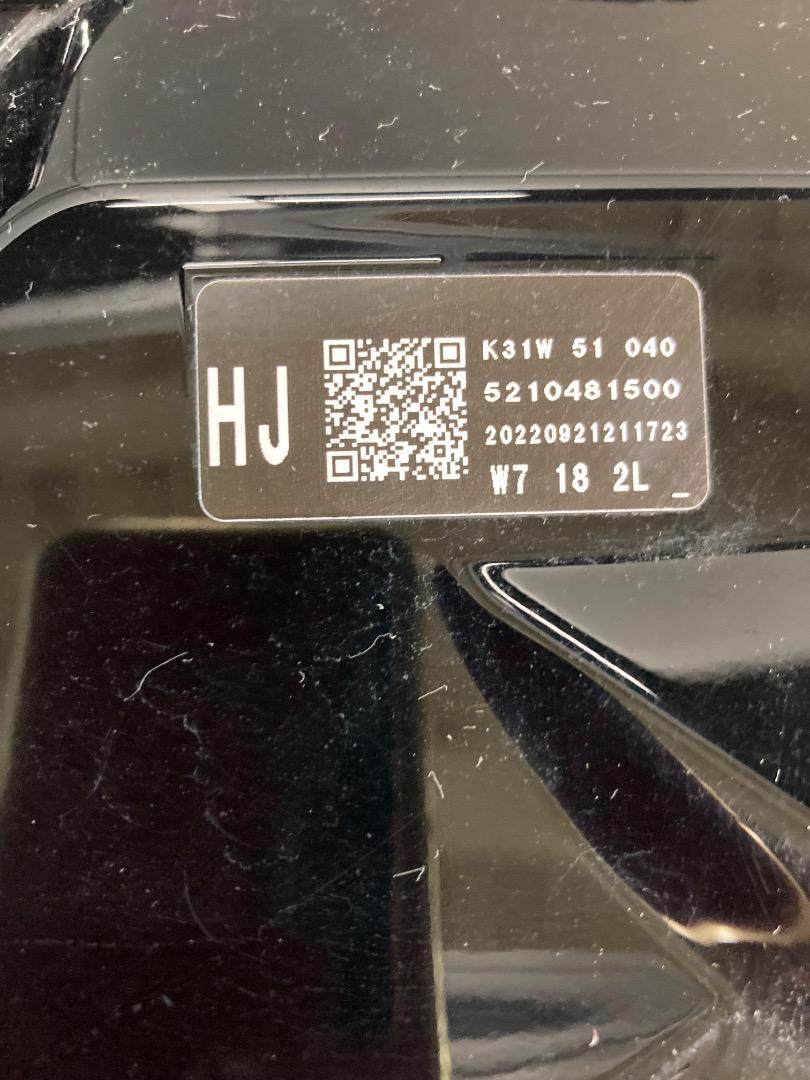 HJ
K31W 51 040
5210481500
20220921211723
W7 18 2L _